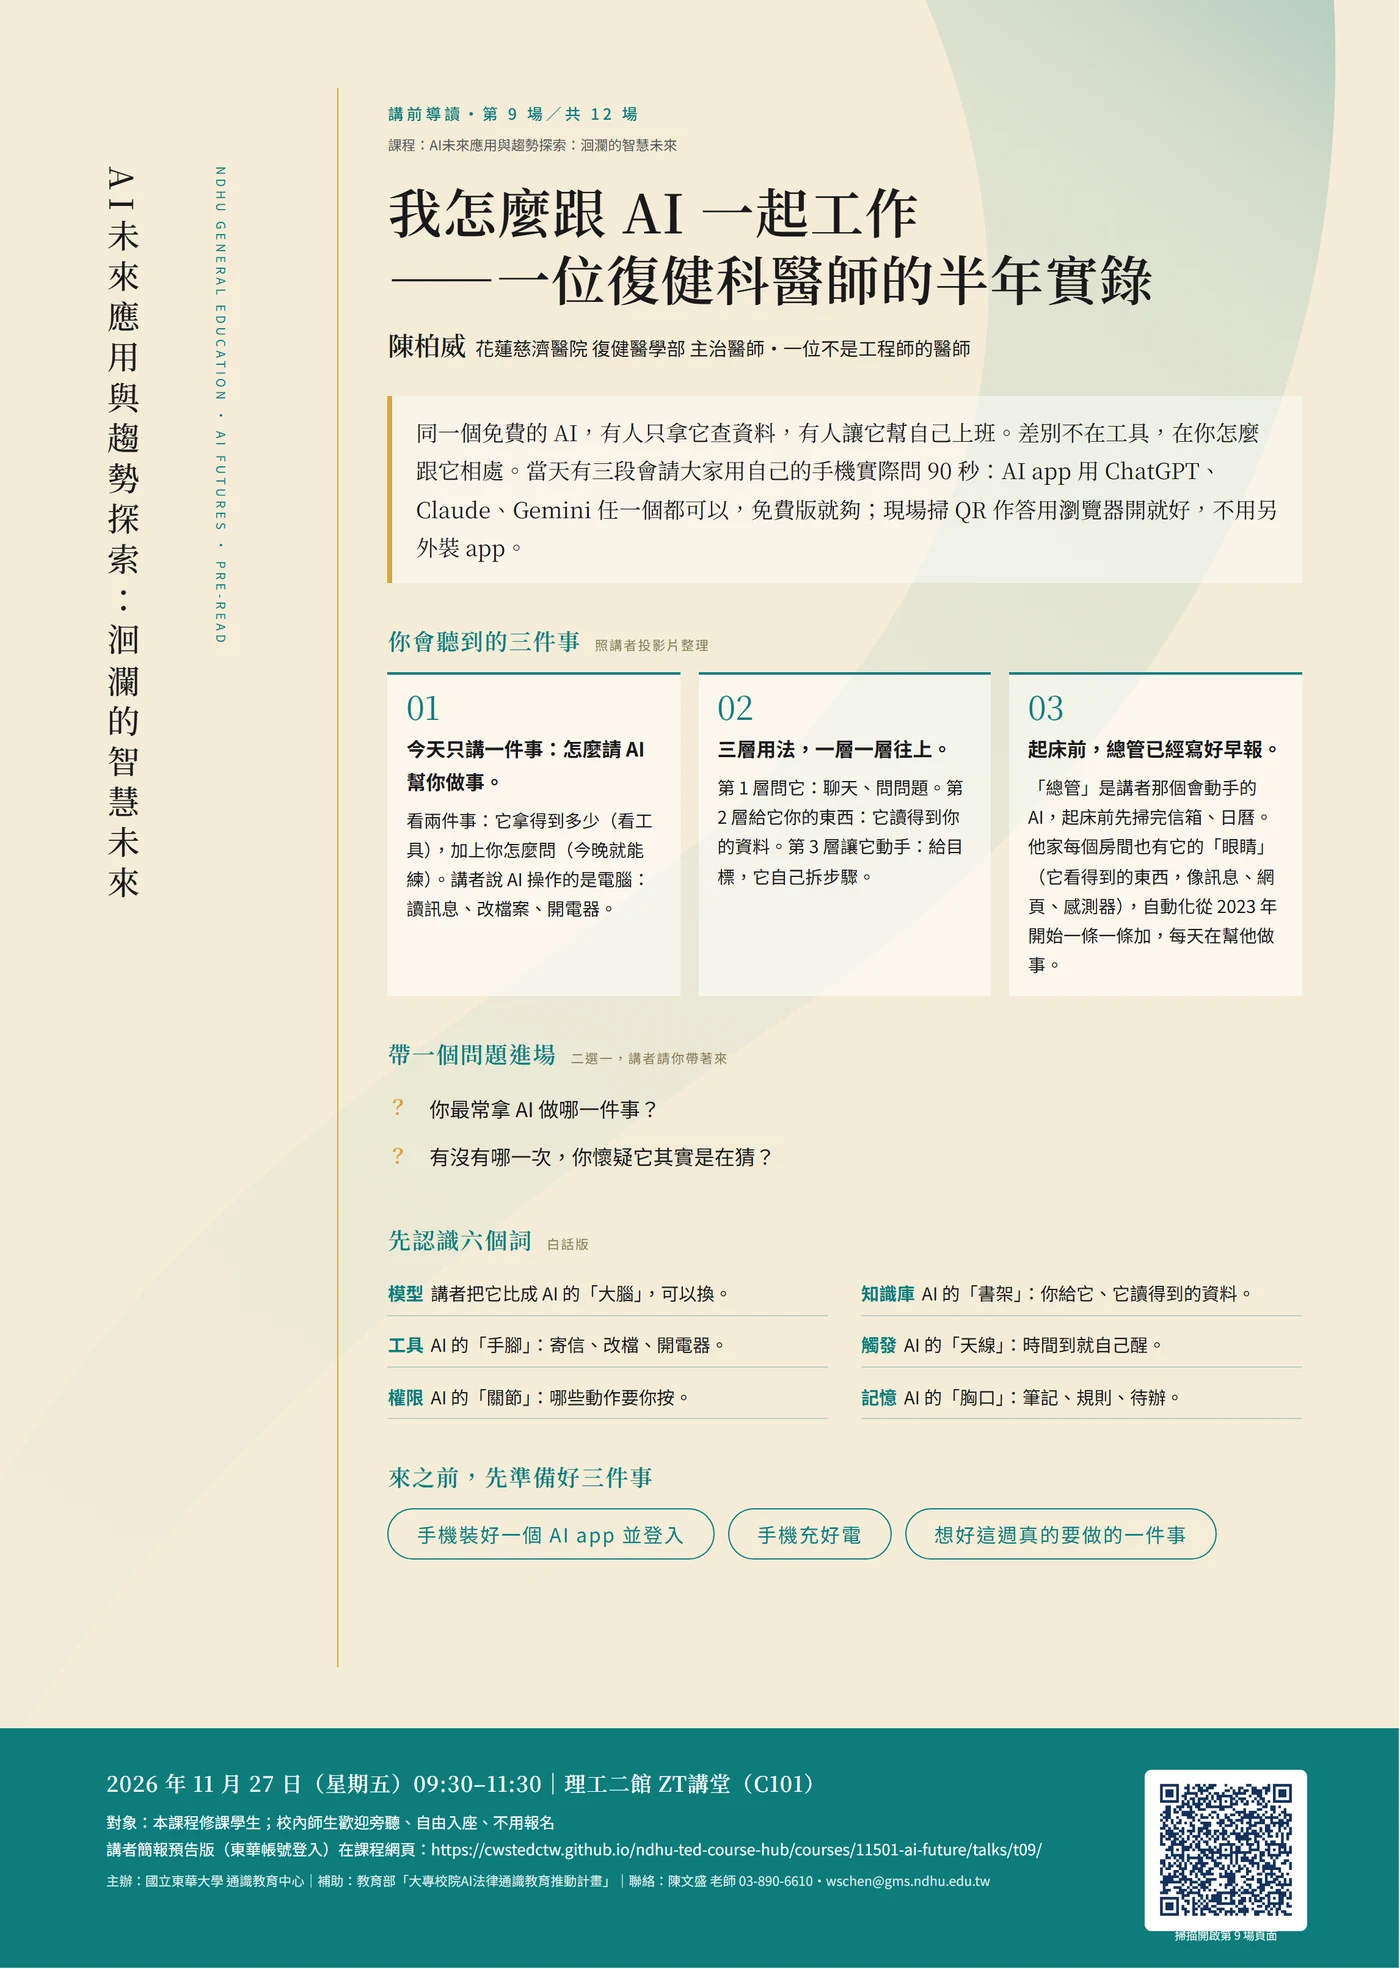 AI未來應用與趨勢探索：洄瀾的智慧未來
NDHU GENERAL EDUCATION · AI FUTURES · PRE-READ
講前導讀・第 9 場／共 12 場
課程：AI未來應用與趨勢探索：洄瀾的智慧未來
我怎麼跟 AI 一起工作
——一位復健科醫師的半年實錄
陳柏威 花蓮慈濟醫院 復健醫學部 主治醫師・一位不是工程師的醫師
同一個免費的 AI，有人只拿它查資料，有人讓它幫自己上班。差別不在工具，在你怎麼
跟它相處。當天有三段會請大家用自己的手機實際問 90 秒：AI app 用 ChatGPT、
Claude、Gemini 任一個都可以，免費版就夠；現場掃 QR 作答用瀏覽器開就好，不用另
外裝 app。
你會聽到的三件事 照講者投影片整理
01
今天只講一件事：怎麼請 AI
幫你做事。
看兩件事：它拿得到多少（看工
具），加上你怎麼問（今晚就能
練）。講者說 AI 操作的是電腦：
讀訊息、改檔案、開電器。
02
三層用法，一層一層往上。
第 1 層問它：聊天、問問題。第
2 層給它你的東西：它讀得到你
的資料。第 3 層讓它動手：給目
標，它自己拆步驟。
03
起床前，總管已經寫好早報。
「總管」是講者那個會動手的
AI，起床前先掃完信箱、日曆。
他家每個房間也有它的「眼睛」
（它看得到的東西，像訊息、網
頁、感測器），自動化從 2023 年
開始一條一條加，每天在幫他做
事。
帶一個問題進場 二選一，講者請你帶著來
? 你最常拿 AI 做哪一件事？
? 有沒有哪一次，你懷疑它其實是在猜？
先認識六個詞 白話版
模型 講者把它比成 AI 的「大腦」，可以換。
知識庫 AI 的「書架」：你給它、它讀得到的資料。
工具 AI 的「手腳」：寄信、改檔、開電器。
觸發 AI 的「天線」：時間到就自己醒。
權限 AI 的「關節」：哪些動作要你按。
記憶 AI 的「胸口」：筆記、規則、待辦。
來之前，先準備好三件事
手機裝好一個 AI app 並登入
手機充好電
想好這週真的要做的一件事
2026 年 11 月 27 日（星期五）09:30–11:30｜理工二館 ZT講堂（C101）
對象：本課程修課學生；校內師生歡迎旁聽、自由入座、不用報名
講者簡報預告版（東華帳號登入）在課程網頁：https://cwstedctw.github.io/ndhu-ted-course-hub/courses/11501-ai-future/talks/t09/
主辦：國立東華大學 通識教育中心｜補助：教育部「大專校院AI法律通識教育推動計畫」｜聯絡：陳文盛 老師 03-890-6610・wschen@gms.ndhu.edu.tw
掃描開啟第 9 場頁面